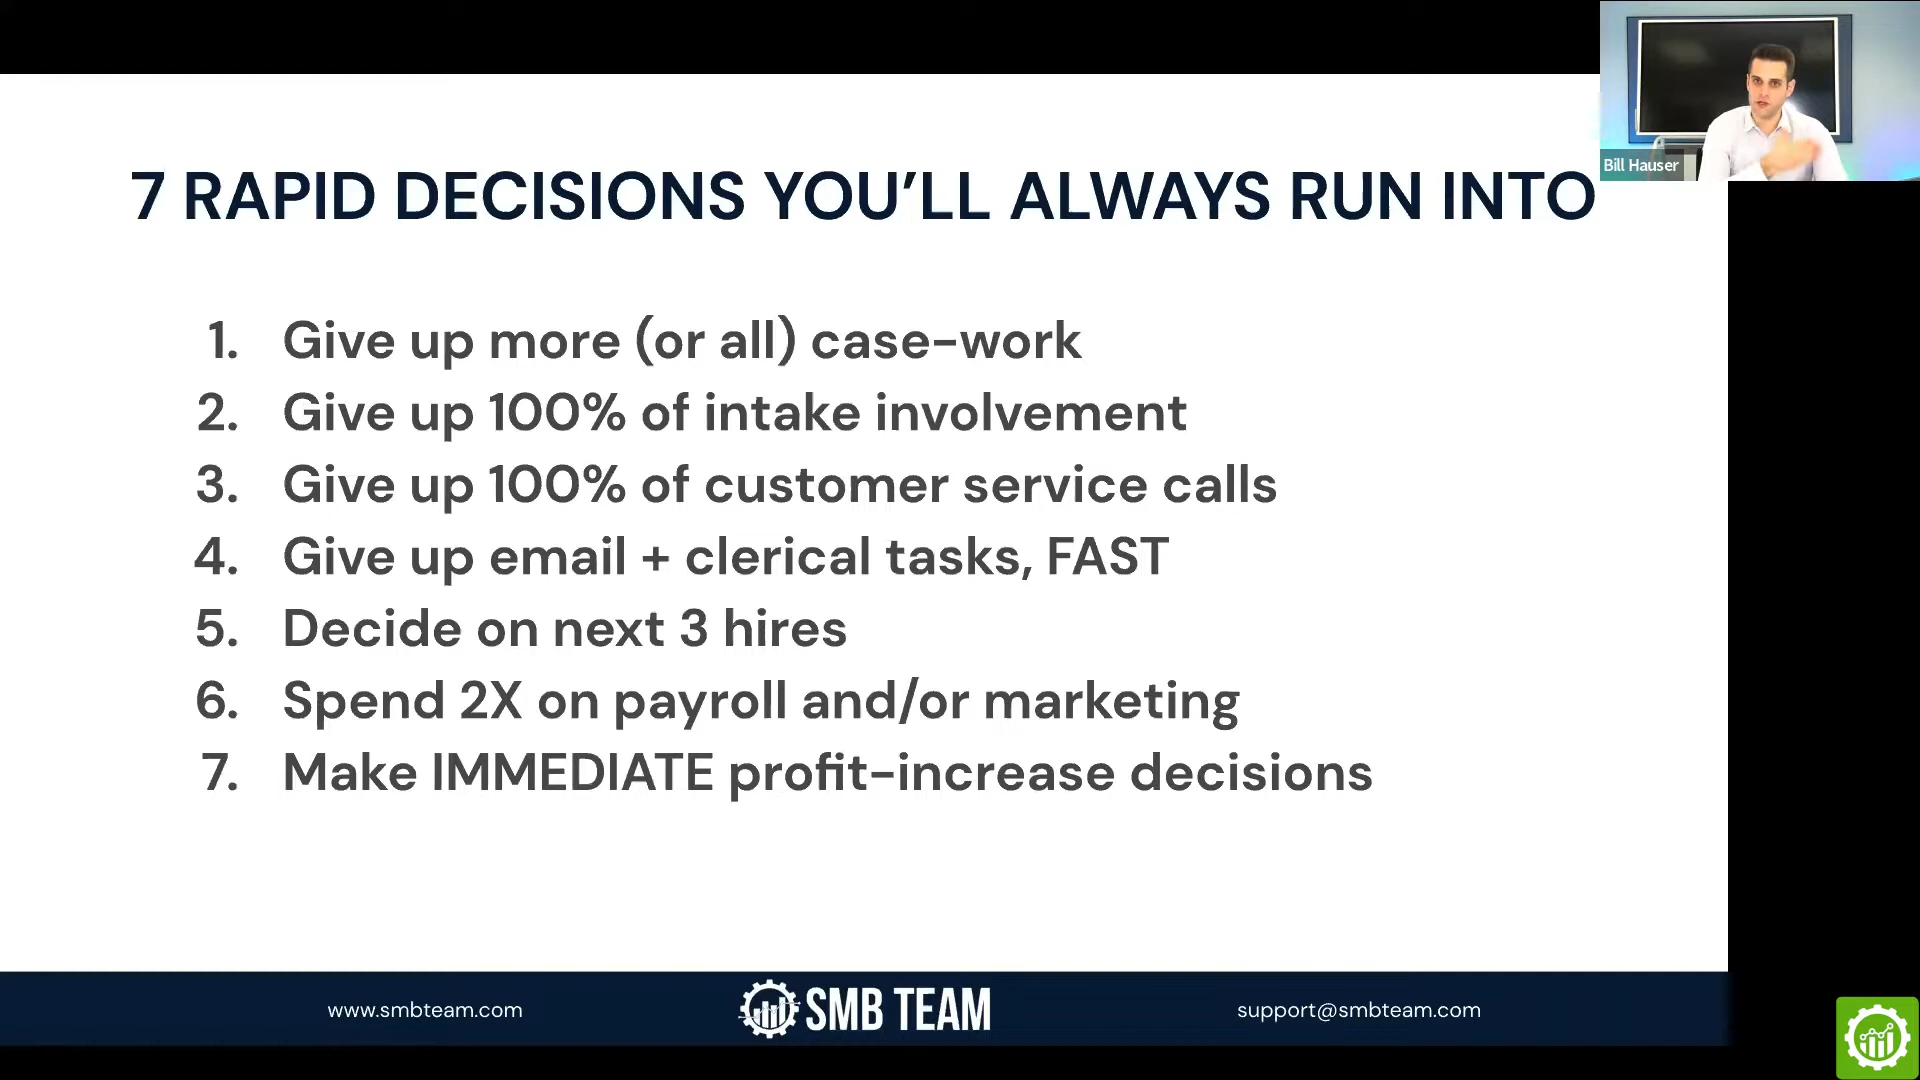 Bill Hauser
7 RAPID DECISIONS YOU’LL ALWAYS RUN INTO
1. Give up more (or all) case-work
2. Give up 100% of intake involvement
3. Give up 100% of customer service calls
4. Give up email + clerical tasks, FAST
5. Decide on next 3 hires
6. Spend 2X on payroll and/or marketing
7. Make IMMEDIATE profit-increase decisions
www.smbteam.com
SMB TEAM
support@smbteam.com